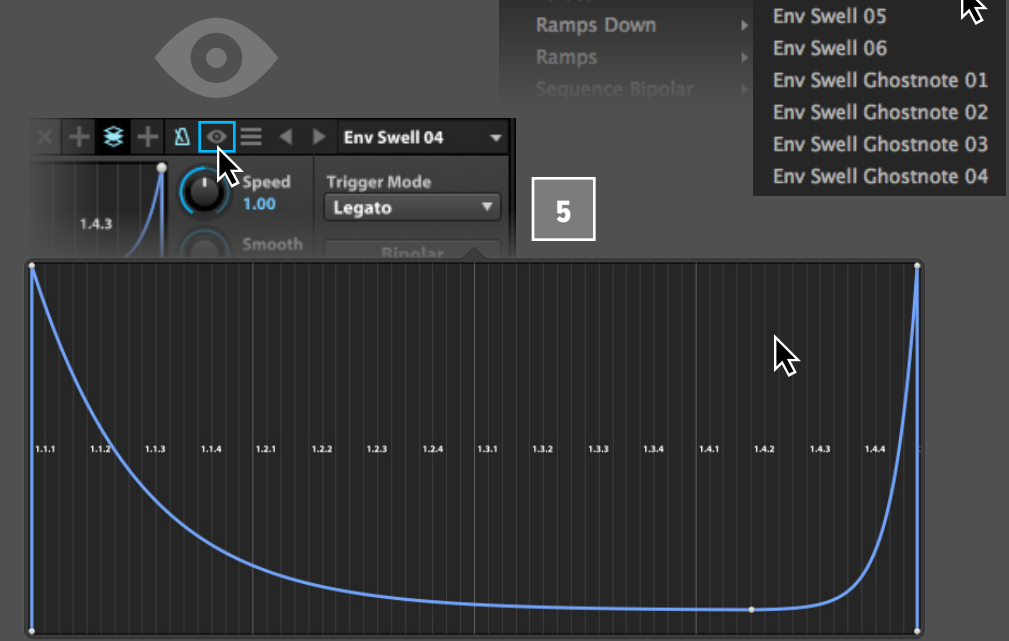 Ramps Down
Ramps
Sequence Bipolar
Env Swell 05
Env Swell 06
Env Swell Ghostnote 01
Env Swell Ghostnote 02
Env Swell Ghostnote 03
Env Swell Ghostnote 04
Env Swell 04
1.4.3
Speed
1.00
Smooth
Trigger Mode
Legato
Bipolar
5
1.1.1 1.1.2 1.1.3 1.1.4 1.2.1 1.2.2 1.2.3 1.2.4 1.3.1 1.3.2 1.3.3 1.3.4 1.4.1 1.4.2 1.4.3 1.4.4